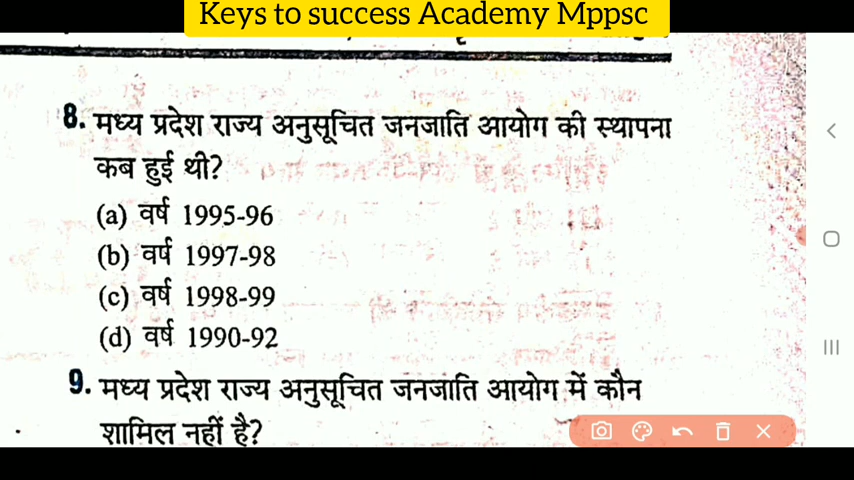 Keys to success Academy Mppsc
8. मध्य प्रदेश राज्य अनुसूचित जनजाति आयोग की स्थापना
कब हुई थी?
(a) वर्ष 1995-96
(b) वर्ष 1997-98
(c) वर्ष 1998-99
(d) वर्ष 1990-92
9. मध्य प्रदेश राज्य अनुसूचित जनजाति आयोग में कौन
शामिल नहीं है?